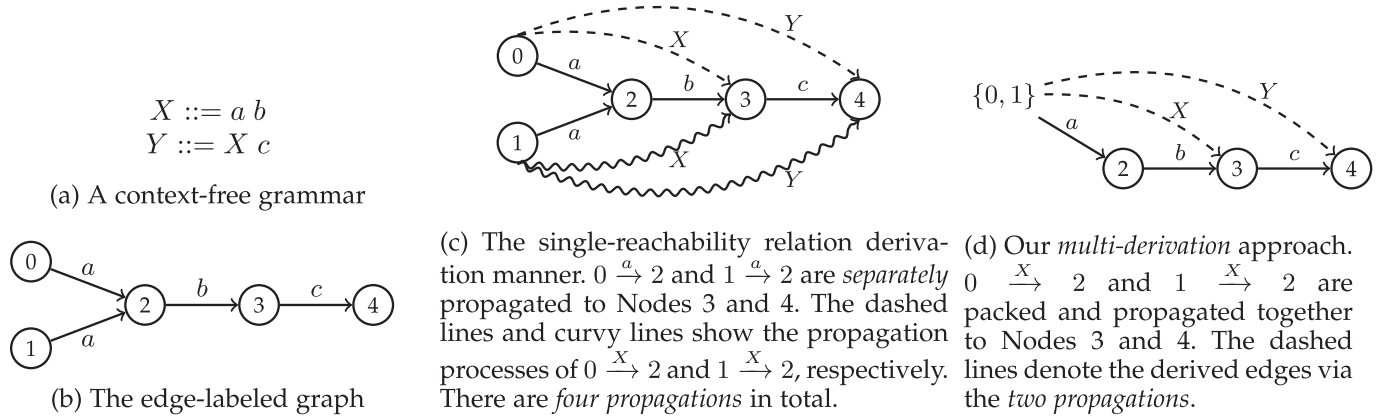 X ::= a b
Y ::= X c
(a) A context-free grammar
0
a
2
b
3
c
4
1
a
(b) The edge-labeled graph
Y
X
0
a
2
b
3
c
4
a
1
X
Y
(c) The single-reachability relation deriva-
tion manner. 0 a→ 2 and 1 a→ 2 are separately
propagated to Nodes 3 and 4. The dashed
lines and curvy lines show the propagation
processes of 0 X→ 2 and 1 X→ 2, respectively.
There are four propagations in total.
{0, 1}
Y
X
a
2
b
3
c
4
(d) Our multi-derivation approach.
0 X→ 2 and 1 X→ 2 are
packed and propagated together
to Nodes 3 and 4. The dashed
lines denote the derived edges via
the two propagations.